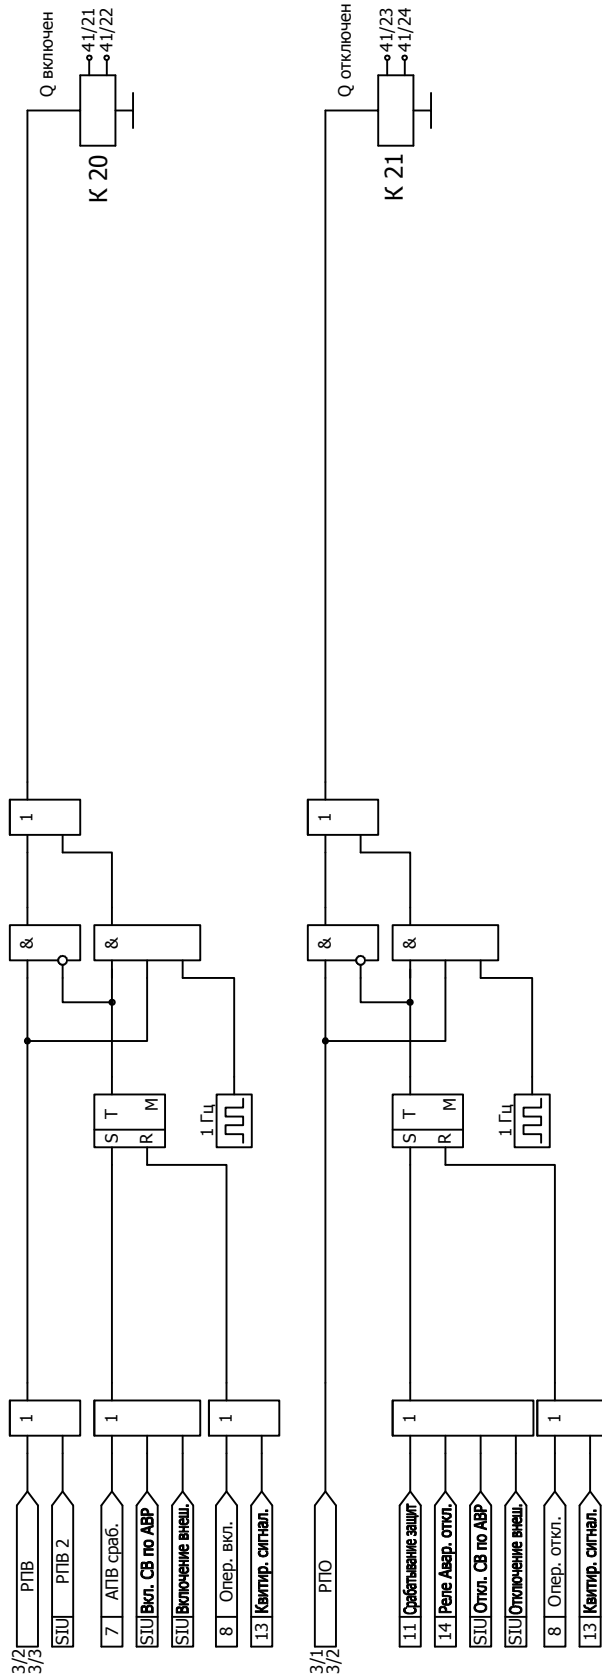 Q включен
41/21
41/22
K 20
1
&
&
S
T
R
M
1 Гц
1
1
1
3/2
3/3
РПВ
SIU РПВ 2
7 АПВ сраб.
SIU Вкл. СВ по АВР
SIU Включение внеш.
8 Опер. вкл.
13 Квитир. сигнал.
Q отключен
41/23
41/24
K 21
1
&
&
S
T
R
M
1 Гц
1
1
3/1
3/2
РПО
11 Срабатывание защит
14 Реле Авар. откл.
SIU Откл. СВ по АВР
SIU Отключение внеш.
8 Опер. откл.
13 Квитир. сигнал.